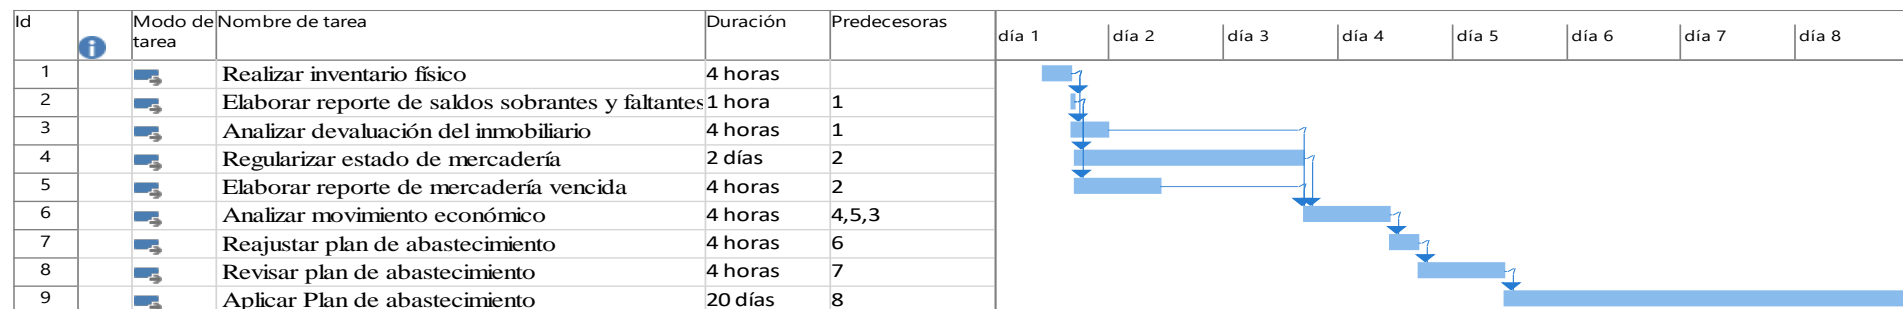 Id Modo de tarea Nombre de tarea Duración Predecesoras día 1 día 2 día 3 día 4 día 5 día 6 día 7 día 8
1 Realizar inventario físico 4 horas
2 Elaborar reporte de saldos sobrantes y faltantes 1 hora 1
3 Analizar devaluación del inmobiliario 4 horas 1
4 Regularizar estado de mercadería 2 días 2
5 Elaborar reporte de mercadería vencida 4 horas 2
6 Analizar movimiento económico 4 horas 4,5,3
7 Reajustar plan de abastecimiento 4 horas 6
8 Revisar plan de abastecimiento 4 horas 7
9 Aplicar Plan de abastecimiento 20 días 8